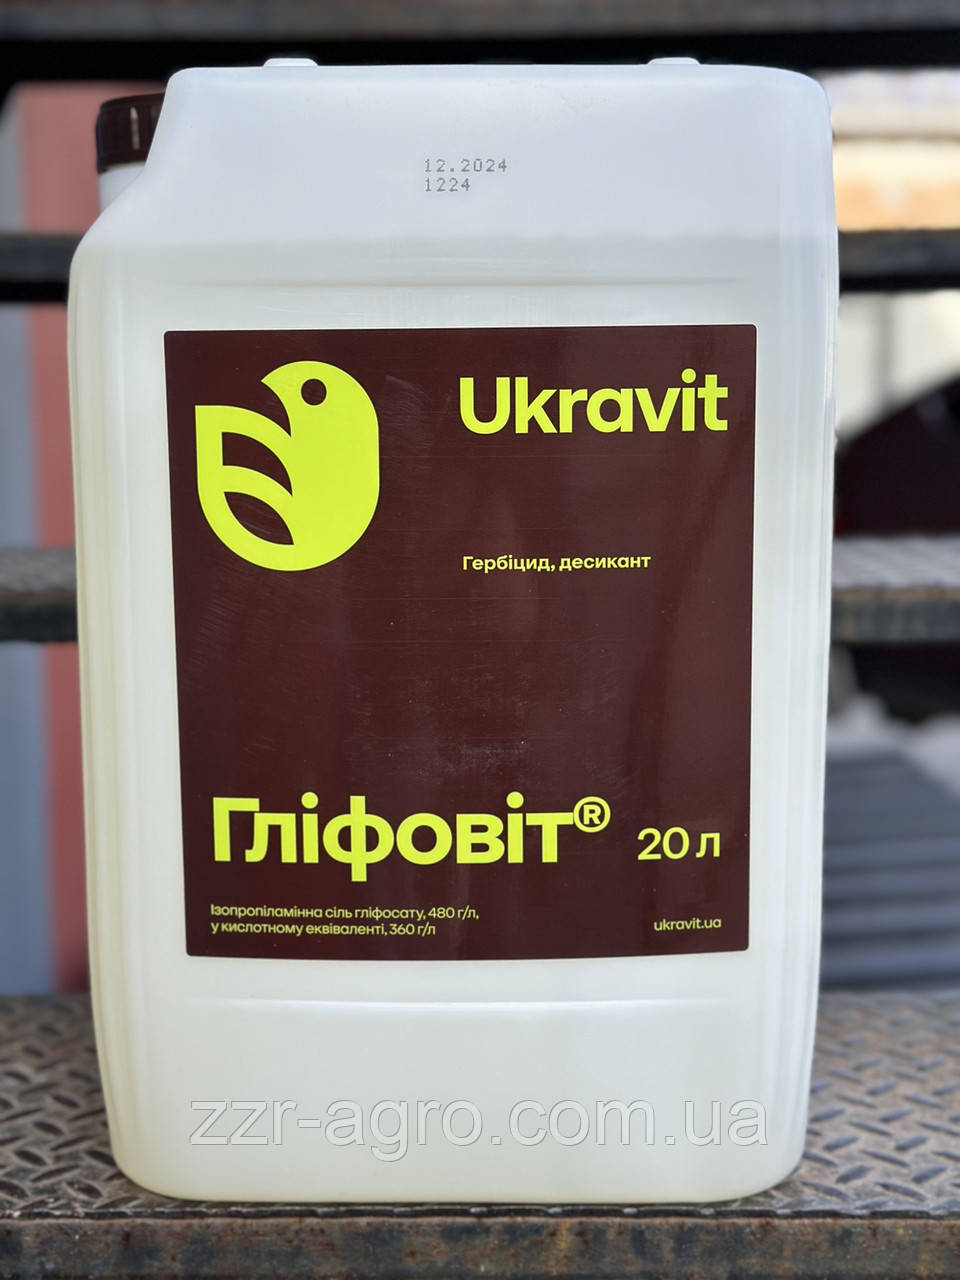 12.2024
1224
Ukravit
Гербіцид, десикант
Гліфовіт®
20 л
Ізопропіламінна сіль гліфосату, 480 г/л,
у кислотному еквіваленті, 360 г/л
ukravit.ua
zzr-agro.com.ua